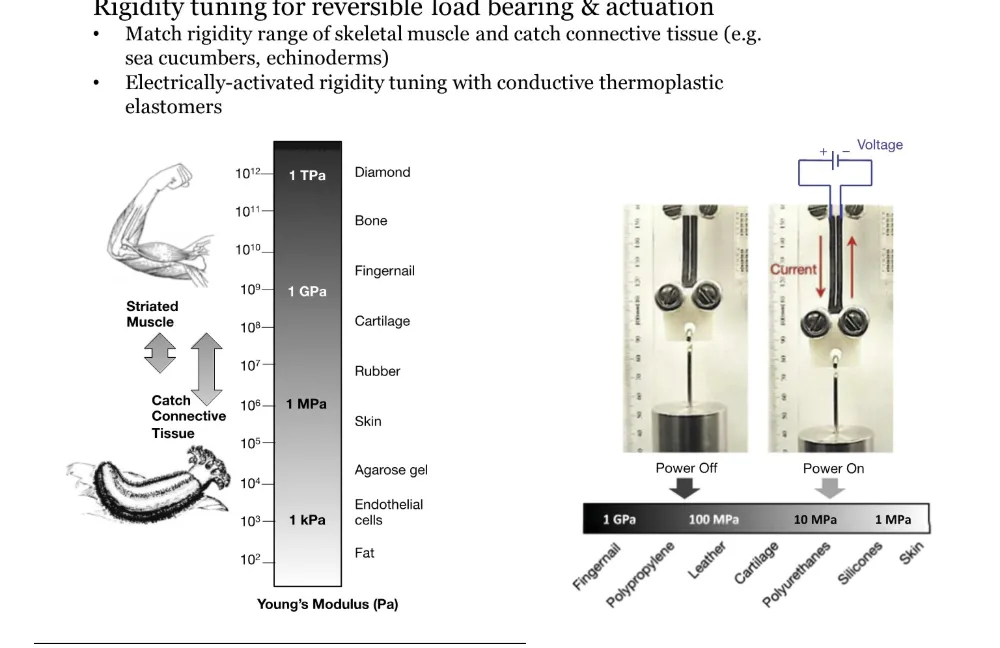 Rigidity tuning for reversible load bearing & actuation
• Match rigidity range of skeletal muscle and catch connective tissue (e.g.
sea cucumbers, echinoderms)
• Electrically-activated rigidity tuning with conductive thermoplastic
elastomers
Striated
Muscle
Catch
Connective
Tissue
10¹²
10¹¹
10¹⁰
10⁹
10⁸
10⁷
10⁶
10⁵
10⁴
10³
10²
1 TPa
1 GPa
1 MPa
1 kPa
Diamond
Bone
Fingernail
Cartilage
Rubber
Skin
Agarose gel
Endothelial
cells
Fat
Young's Modulus (Pa)
+ − Voltage
Current
Power Off
Power On
1 GPa 100 MPa 10 MPa 1 MPa
Fingernail
Polypropylene
Leather
Cartilage
Polyurethanes
Silicones
Skin